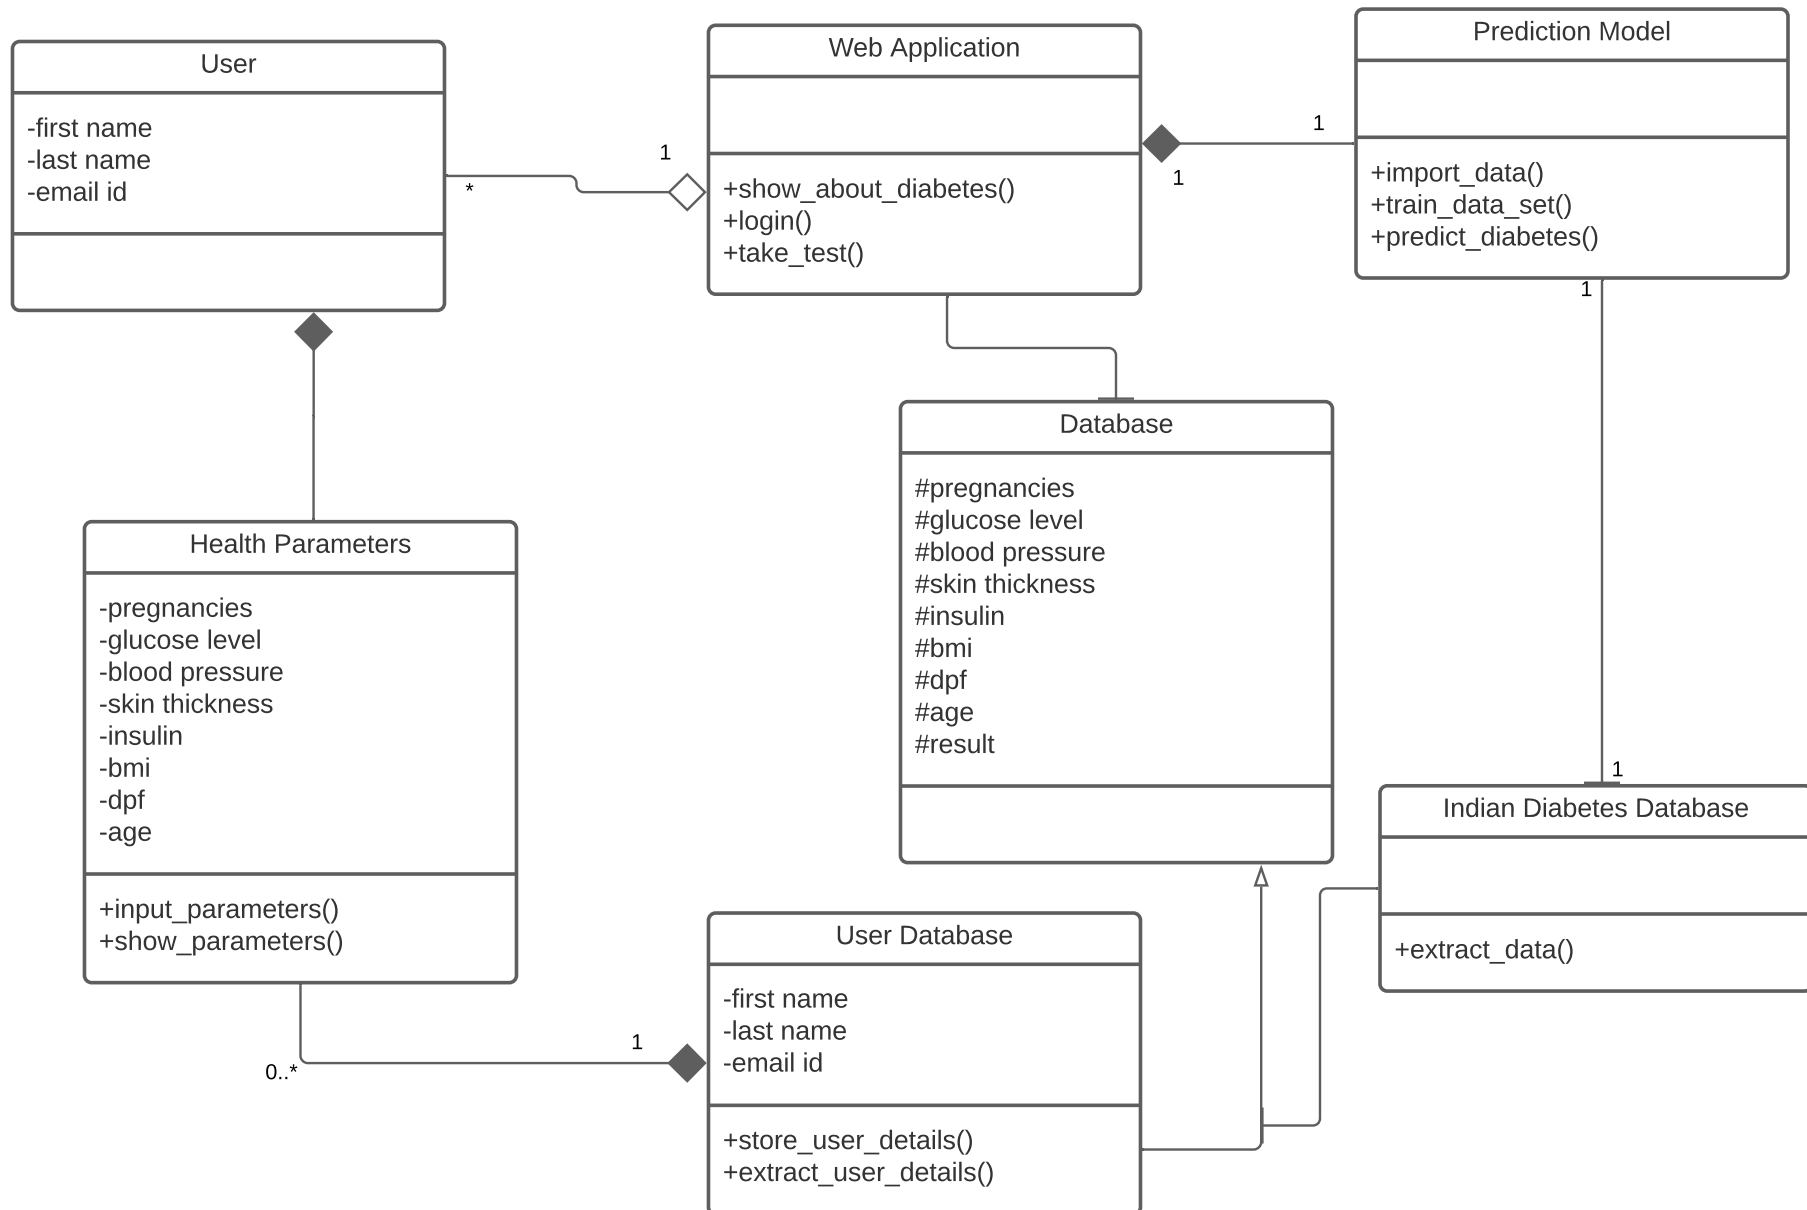 User
-first name
-last name
-email id
*
1
Web Application
+show_about_diabetes()
+login()
+take_test()
1
1
Prediction Model
+import_data()
+train_data_set()
+predict_diabetes()
1
1
Health Parameters
-pregnancies
-glucose level
-blood pressure
-skin thickness
-insulin
-bmi
-dpf
-age
+input_parameters()
+show_parameters()
0..*
1
Database
#pregnancies
#glucose level
#blood pressure
#skin thickness
#insulin
#bmi
#dpf
#age
#result
Indian Diabetes Database
+extract_data()
User Database
-first name
-last name
-email id
+store_user_details()
+extract_user_details()